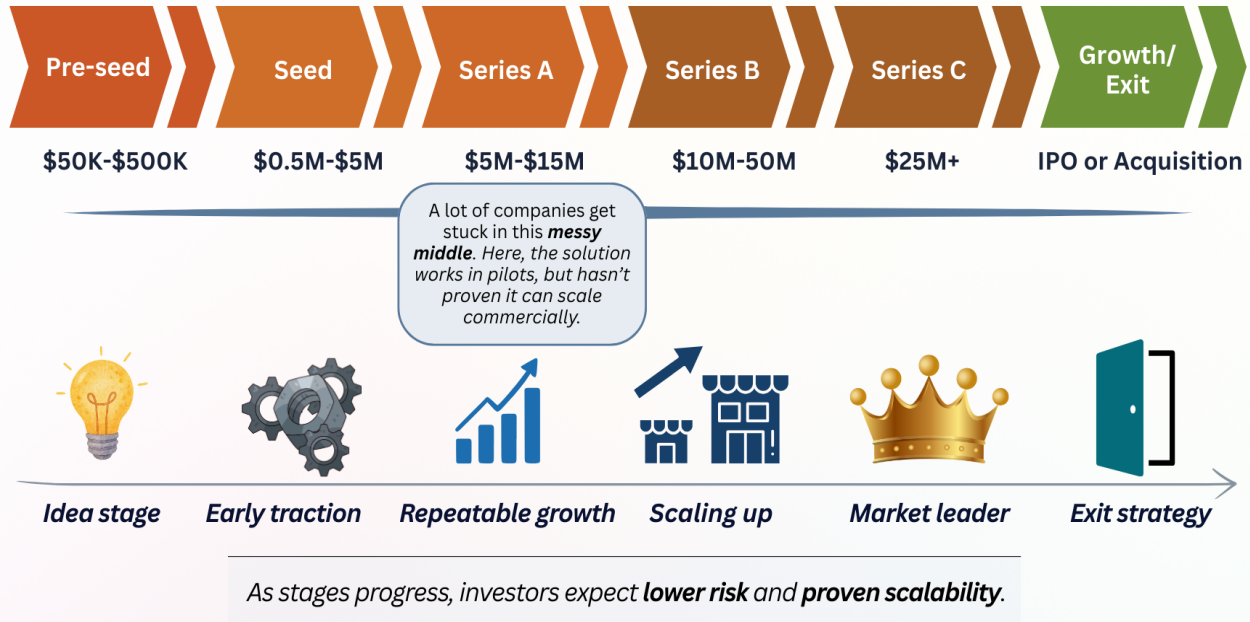 Pre-seed
Seed
Series A
Series B
Series C
Growth/
Exit
$50K-$500K
$0.5M-$5M
$5M-$15M
$10M-50M
$25M+
IPO or Acquisition
A lot of companies get
stuck in this messy
middle. Here, the solution
works in pilots, but hasn't
proven it can scale
commercially.
Idea stage
Early traction
Repeatable growth
Scaling up
Market leader
Exit strategy
As stages progress, investors expect lower risk and proven scalability.